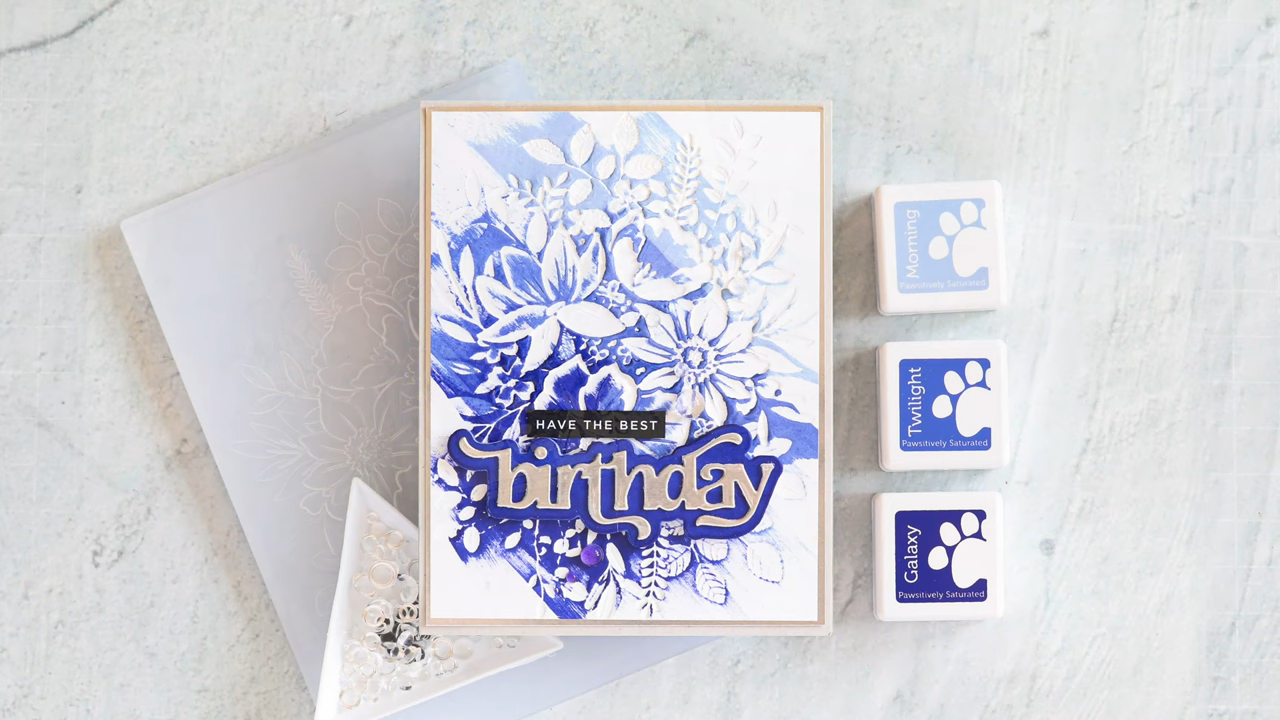 HAVE THE BEST
birthday
Morning
Pawsitively Saturated
Twilight
Pawsitively Saturated
Galaxy
Pawsitively Saturated